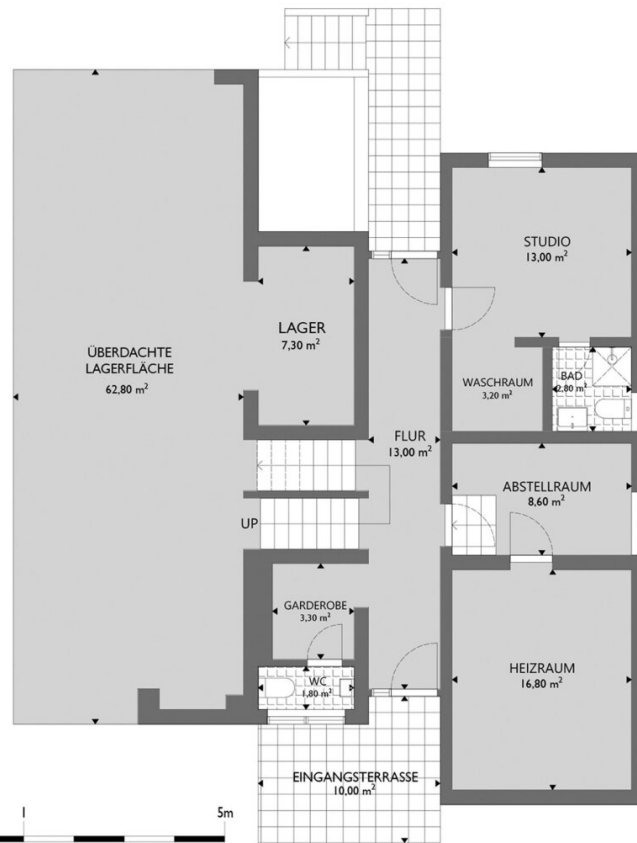 STUDIO
13,00 m²
LAGER
7,30 m²
ÜBERDACHTE
LAGERFLÄCHE
62,80 m²
WASCHRAUM
3,20 m²
BAD
2,80 m²
FLUR
13,00 m²
ABSTELLRAUM
8,60 m²
UP
GARDEROBE
3,30 m²
WC
1,80 m²
HEIZRAUM
16,80 m²
EINGANGSTERRASSE
10,00 m²
1
5m